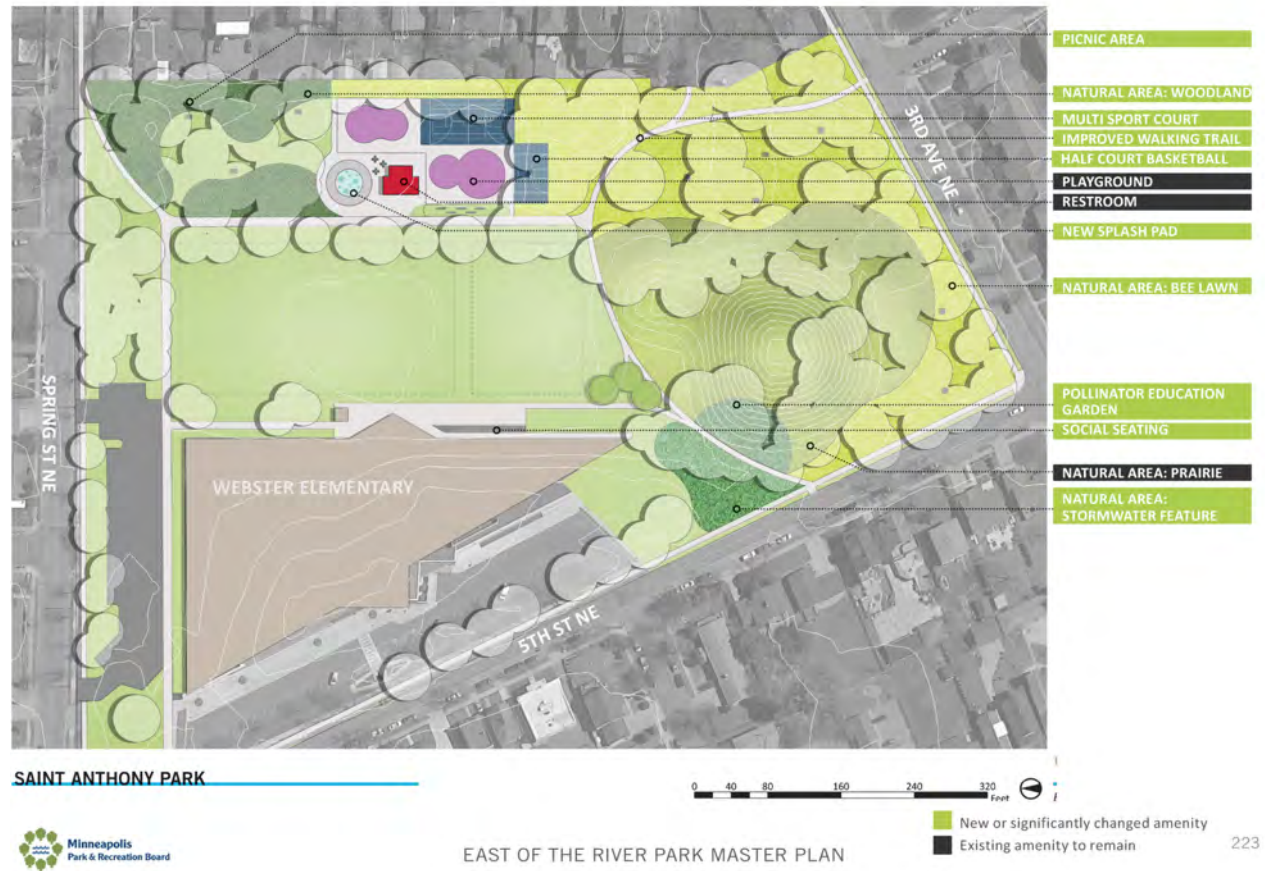 PICNIC AREA
NATURAL AREA: WOODLAND
MULTI SPORT COURT
IMPROVED WALKING TRAIL
HALF COURT BASKETBALL
PLAYGROUND
RESTROOM
NEW SPLASH PAD
NATURAL AREA: BEE LAWN
POLLINATOR EDUCATION
GARDEN
SOCIAL SEATING
NATURAL AREA: PRAIRIE
NATURAL AREA:
STORMWATER FEATURE
3RD AVE NE
SPRING ST NE
WEBSTER ELEMENTARY
5TH ST NE
SAINT ANTHONY PARK
0 40 80 160 240 320
Feet
New or significantly changed amenity
Existing amenity to remain
Minneapolis
Park & Recreation Board
EAST OF THE RIVER PARK MASTER PLAN
223